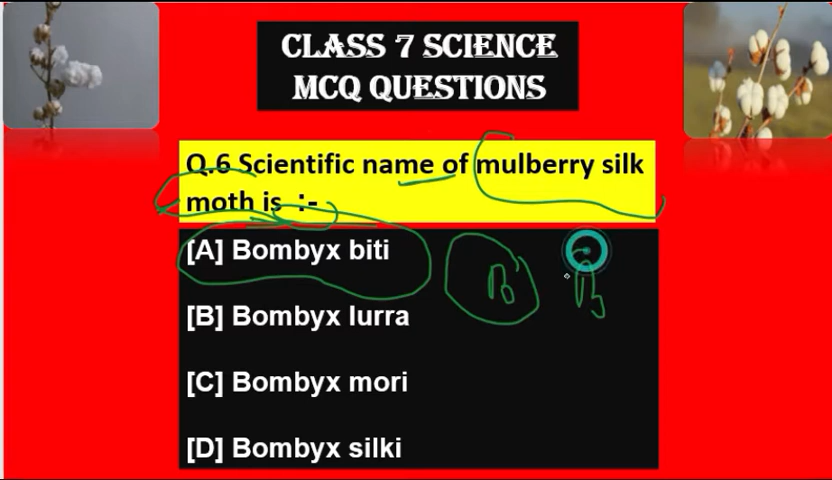 CLASS 7 SCIENCE
MCQ QUESTIONS
Q.6 Scientific name of mulberry silk
moth is :-
[A] Bombyx biti
[B] Bombyx lurra
[C] Bombyx mori
[D] Bombyx silki